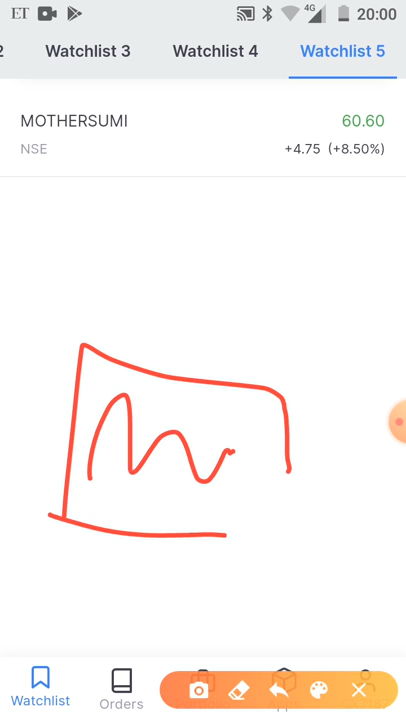 ET 4G 20:00
2 Watchlist 3 Watchlist 4 Watchlist 5
MOTHERSUMI 60.60
NSE +4.75 (+8.50%)
Watchlist Orders